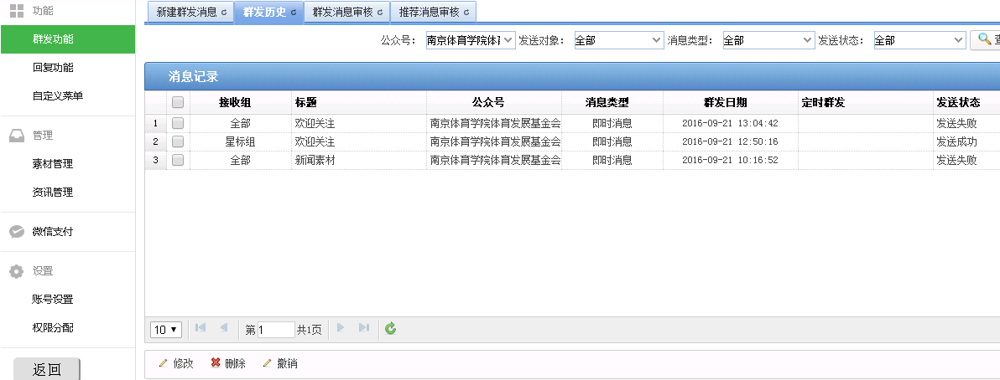 功能
群发功能
回复功能
自定义菜单
管理
素材管理
资讯管理
微信支付
设置
账号设置
权限分配
返回
新建群发消息 群发历史 群发消息审核 推荐消息审核
公众号： 南京体育学院体育 发送对象： 全部 消息类型： 全部 发送状态： 全部
消息记录
接收组 标题 公众号 消息类型 群发日期 定时群发 发送状态
1 全部 欢迎关注 南京体育学院体育发展基金会 即时消息 2016-09-21 13:04:42 发送失败
2 星标组 欢迎关注 南京体育学院体育发展基金会 即时消息 2016-09-21 12:50:16 发送成功
3 全部 新闻素材 南京体育学院体育发展基金会 即时消息 2016-09-21 10:16:52 发送失败
10 第 1 共1页
修改 删除 撤销